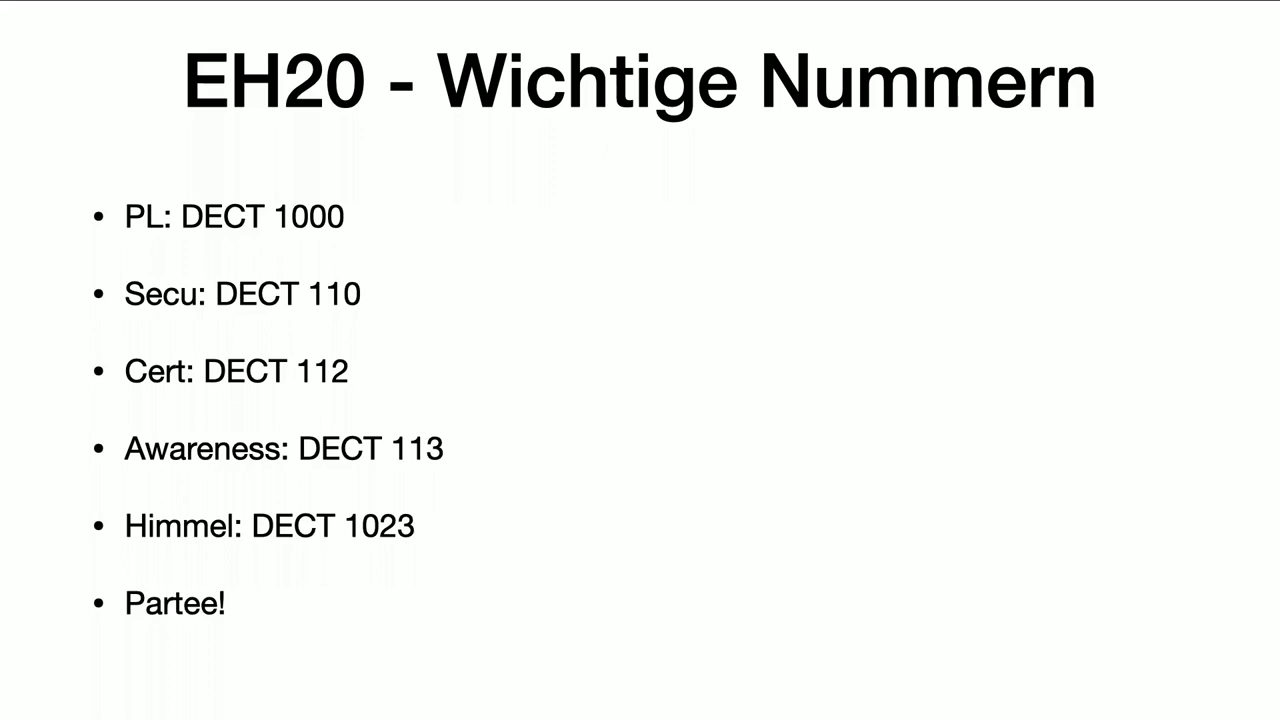 EH20 - Wichtige Nummern
• PL: DECT 1000
• Secu: DECT 110
• Cert: DECT 112
• Awareness: DECT 113
• Himmel: DECT 1023
• Partee!